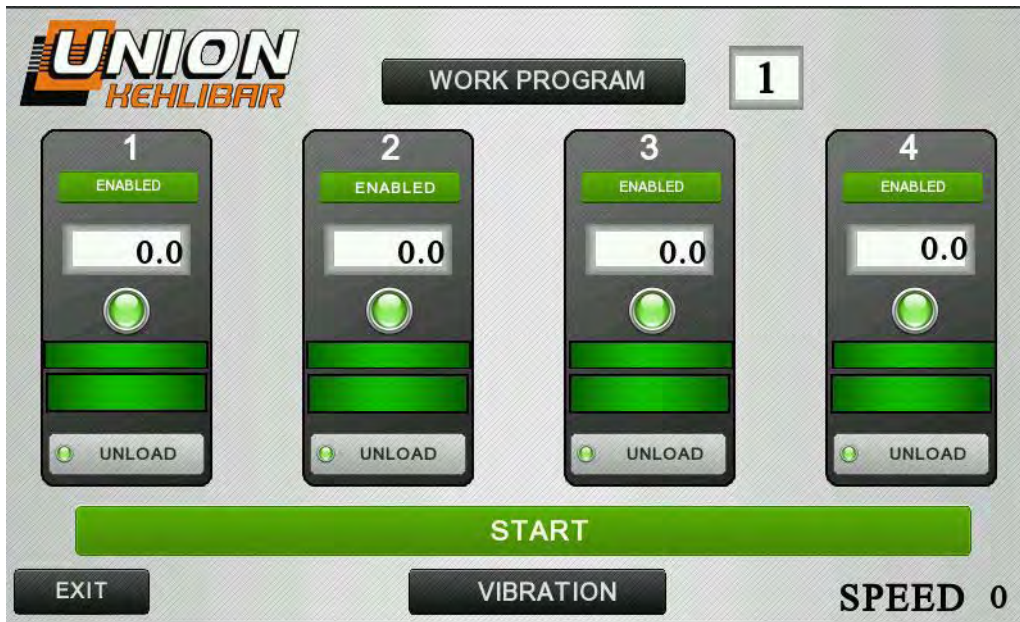 UNION
KEHLIBAR
WORK PROGRAM 1
1 2 3 4
ENABLED ENABLED ENABLED ENABLED
0.0 0.0 0.0 0.0
UNLOAD UNLOAD UNLOAD UNLOAD
START
EXIT VIBRATION SPEED 0